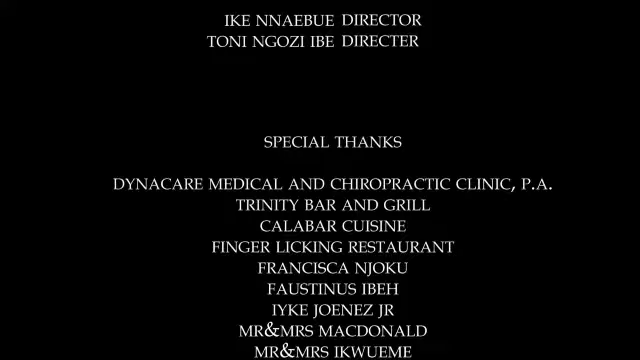 IKE NNAEBUE DIRECTOR
TONI NGOZI IBE DIRECTER
SPECIAL THANKS
DYNACARE MEDICAL AND CHIROPRACTIC CLINIC, P.A.
TRINITY BAR AND GRILL
CALABAR CUISINE
FINGER LICKING RESTAURANT
FRANCISCA NJOKU
FAUSTINUS IBEH
IYKE JOENEZ JR
MR&MRS MACDONALD
MR&MRS IKWUEME